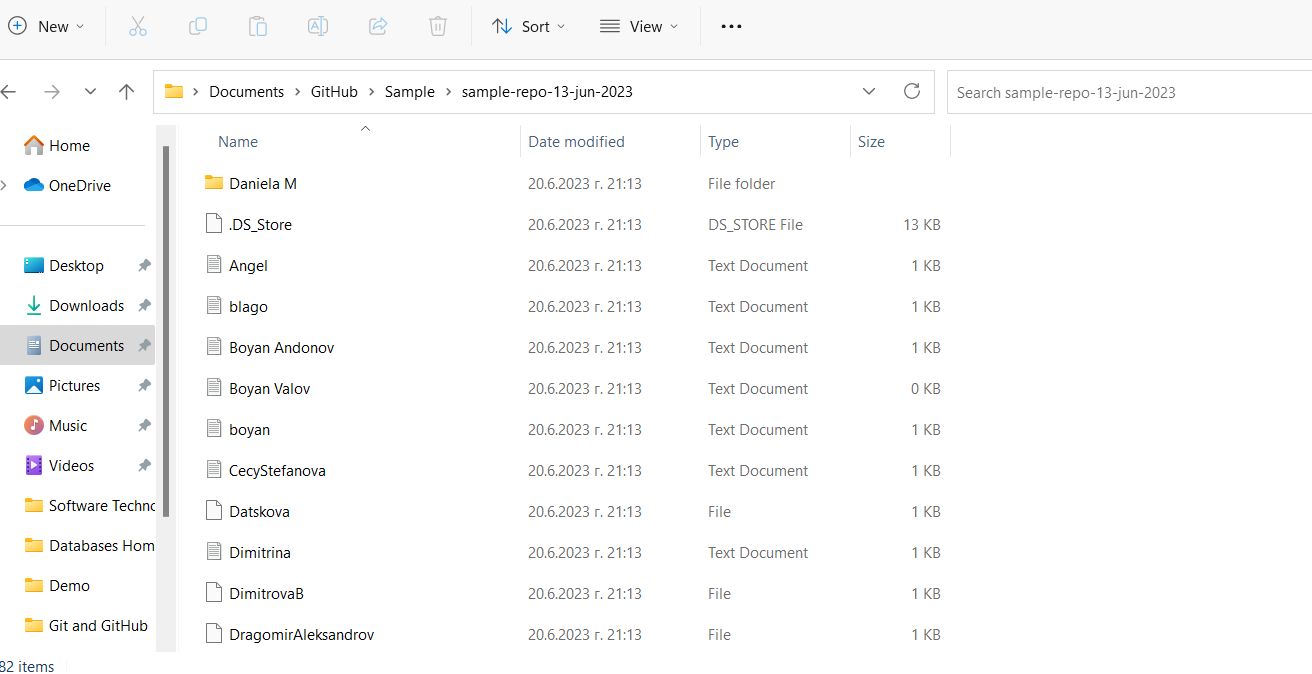 New Sort View
Documents GitHub Sample sample-repo-13-jun-2023 Search sample-repo-13-jun-2023
Home
OneDrive
Desktop
Downloads
Documents
Pictures
Music
Videos
Software Techno
Databases Hom
Demo
Git and GitHub
Name Date modified Type Size
Daniela M 20.6.2023 г. 21:13 File folder
.DS_Store 20.6.2023 г. 21:13 DS_STORE File 13 KB
Angel 20.6.2023 г. 21:13 Text Document 1 KB
blago 20.6.2023 г. 21:13 Text Document 1 KB
Boyan Andonov 20.6.2023 г. 21:13 Text Document 1 KB
Boyan Valov 20.6.2023 г. 21:13 Text Document 0 KB
boyan 20.6.2023 г. 21:13 Text Document 1 KB
CecyStefanova 20.6.2023 г. 21:13 Text Document 1 KB
Datskova 20.6.2023 г. 21:13 File 1 KB
Dimitrina 20.6.2023 г. 21:13 Text Document 1 KB
DimitrovaB 20.6.2023 г. 21:13 File 1 KB
DragomirAleksandrov 20.6.2023 г. 21:13 File 1 KB
82 items